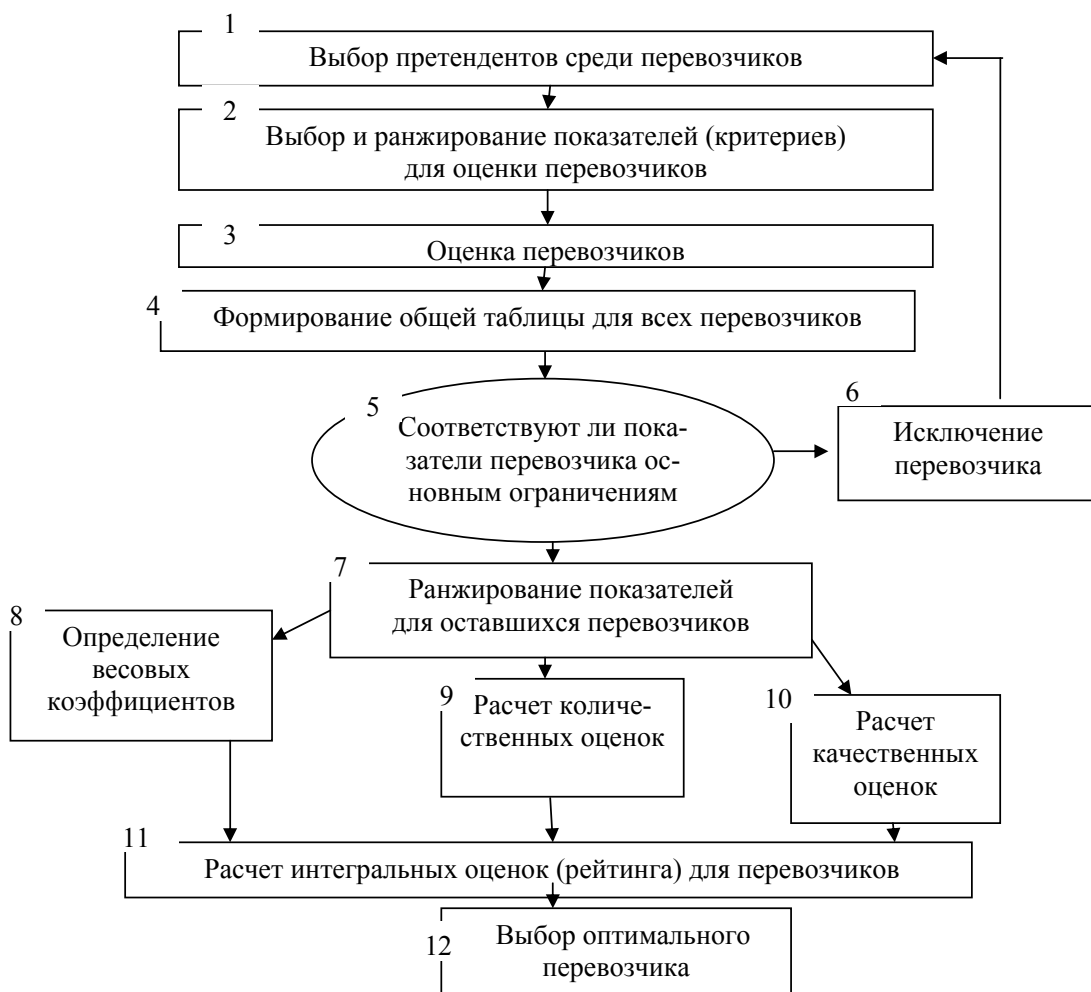 1
Выбор претендентов среди перевозчиков
2
Выбор и ранжирование показателей (критериев)
для оценки перевозчиков
3
Оценка перевозчиков
4
Формирование общей таблицы для всех перевозчиков
5
Соответствуют ли пока-
затели перевозчика ос-
новным ограничениям
6
Исключение
перевозчика
7
Ранжирование показателей
для оставшихся перевозчиков
8
Определение
весовых
коэффициентов
9
Расчет количе-
ственных оценок
10
Расчет
качественных
оценок
11
Расчет интегральных оценок (рейтинга) для перевозчиков
12
Выбор оптимального
перевозчика